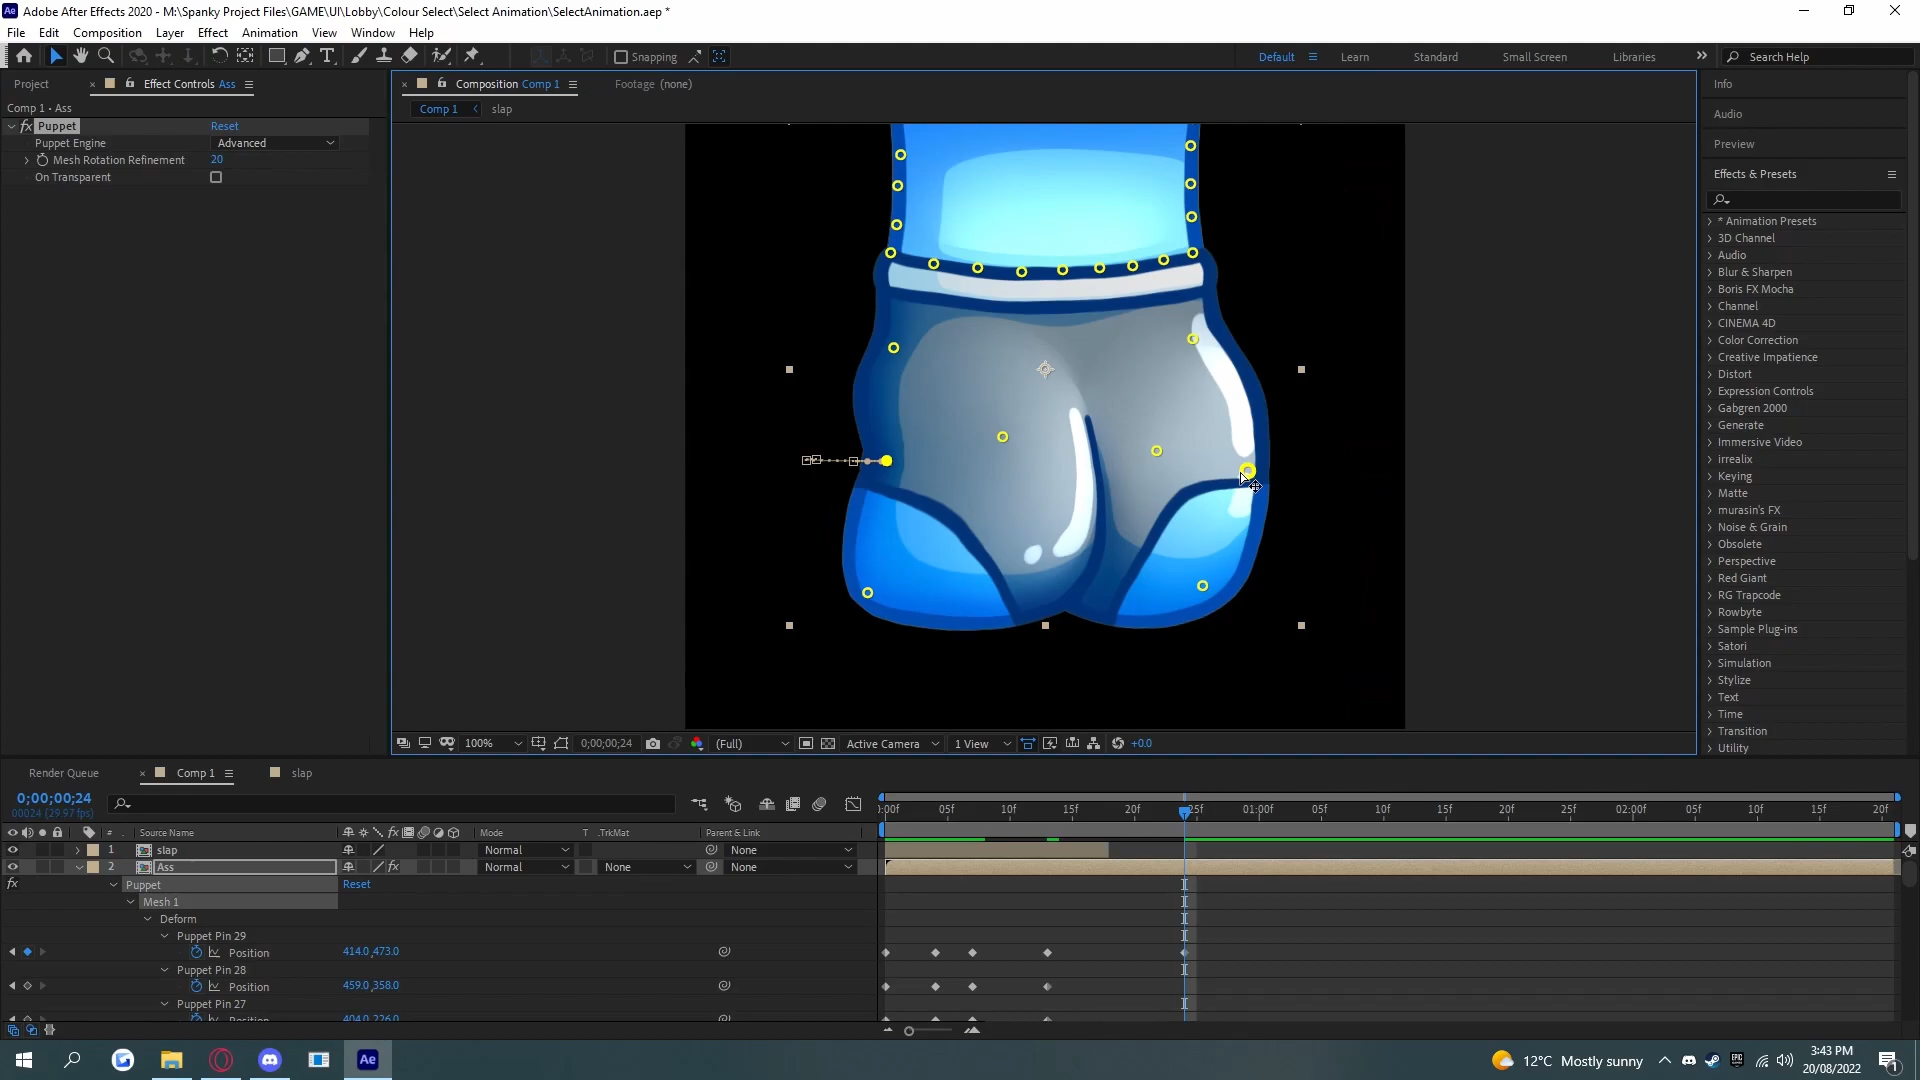 Adobe After Effects 2020 - M:\Spanky Project Files\GAME\UI\Lobby\Colour Select\Select Animation\SelectAnimation.aep *
File Edit Composition Layer Effect Animation View Window Help
Snapping Default Learn Standard Small Screen Libraries Search Help
Project Effect Controls Ass Composition Comp 1 Footage (none) Info
Comp 1 • Ass Comp 1 slap Audio
fx Puppet Reset
Puppet Engine Advanced Preview
Mesh Rotation Refinement 20
On Transparent Effects & Presets
* Animation Presets
3D Channel
Audio
Blur & Sharpen
Boris FX Mocha
Channel
CINEMA 4D
Color Correction
Creative Impatience
Distort
Expression Controls
Gabgren 2000
Generate
Immersive Video
irrealix
Keying
Matte
murasin's FX
Noise & Grain
Obsolete
Perspective
Red Giant
RG Trapcode
Rowbyte
Sample Plug-ins
Satori
Simulation
Stylize
Text
Time
Transition
Utility
100% 0;00;00;24 (Full) Active Camera 1 View +0.0
Render Queue Comp 1 slap
0;00;00;24
00024 (29.97 fps)
:00f 05f 10f 15f 20f 25f 01:00f 05f 10f 15f 20f 25f 02:00f 05f 10f 15f 20f
# Source Name Mode T .TrkMat Parent & Link
1 slap Normal None
2 Ass Normal None None
fx Puppet Reset
Mesh 1
Deform
Puppet Pin 29
Position 414.0,473.0
Puppet Pin 28
Position 459.0,358.0
Puppet Pin 27
Position 404.0,226.0
12°C Mostly sunny 3:43 PM
20/08/2022